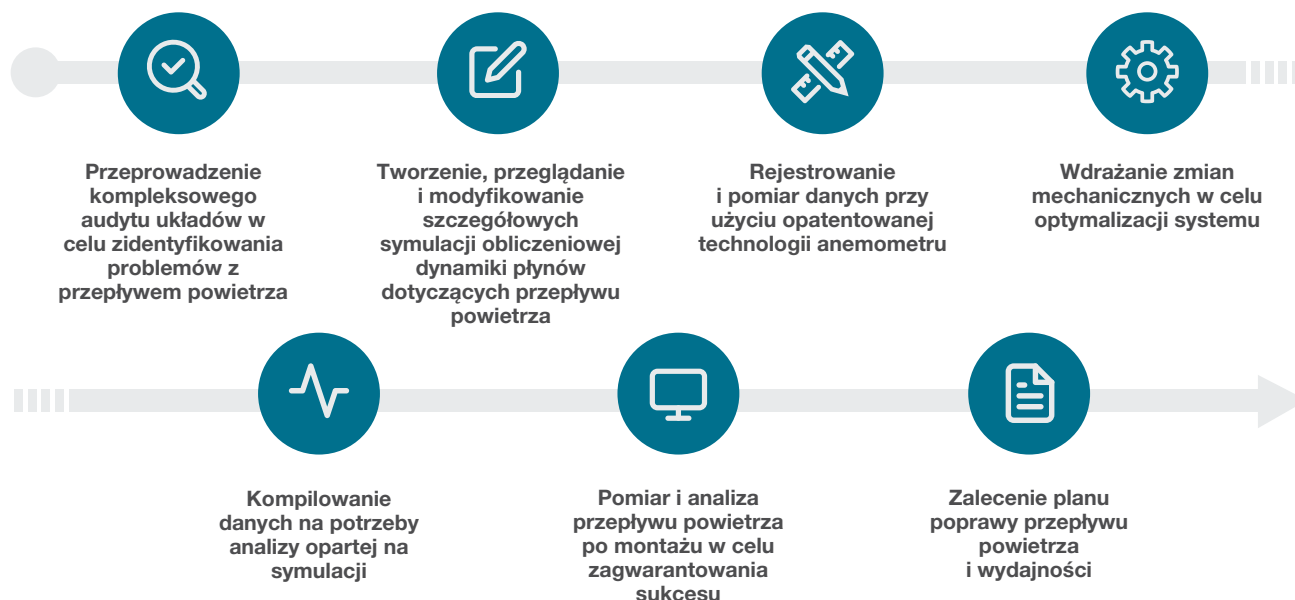 Przeprowadzenie
kompleksowego
audytu układów w
celu zidentyfikowania
problemów z
przepływem powietrza
Tworzenie, przeglądanie
i modyfikowanie
szczegółowych
symulacji obliczeniowej
dynamiki płynów
dotyczących przepływu
powietrza
Rejestrowanie
i pomiar danych przy
użyciu opatentowanej
technologii anemometru
Wdrażanie zmian
mechanicznych w celu
optymalizacji systemu
Kompilowanie
danych na potrzeby
analizy opartej na
symulacji
Pomiar i analiza
przepływu powietrza
po montażu w celu
zagwarantowania
sukcesu
Zalecenie planu
poprawy przepływu
powietrza
i wydajności